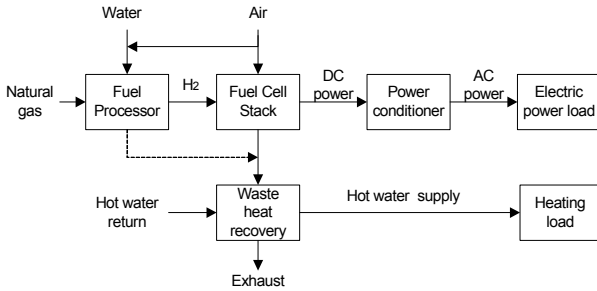 Water
Air
Natural
gas
Fuel
Processor
H2
Fuel Cell
Stack
DC
power
Power
conditioner
AC
power
Electric
power load
Hot water
return
Waste
heat
recovery
Hot water supply
Heating
load
Exhaust